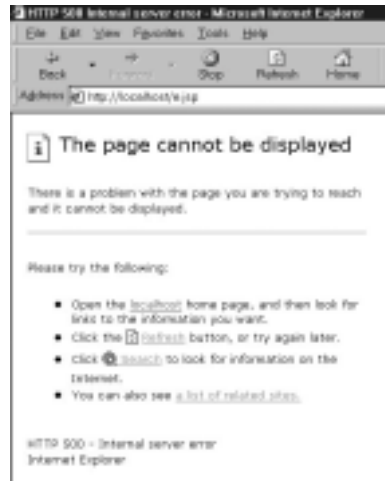 HTTP 500 Internal server error - Microsoft Internet Explorer
File Edit View Favorites Tools Help
Back Forward Stop Refresh Home
Address http://localhost/e.jsp
The page cannot be displayed
There is a problem with the page you are trying to reach
and it cannot be displayed.
Please try the following:
Open the localhost home page, and then look for
links to the information you want.
Click the Refresh button, or try again later.
Click Search to look for information on the
Internet.
You can also see a list of related sites.
HTTP 500 - Internal server error
Internet Explorer